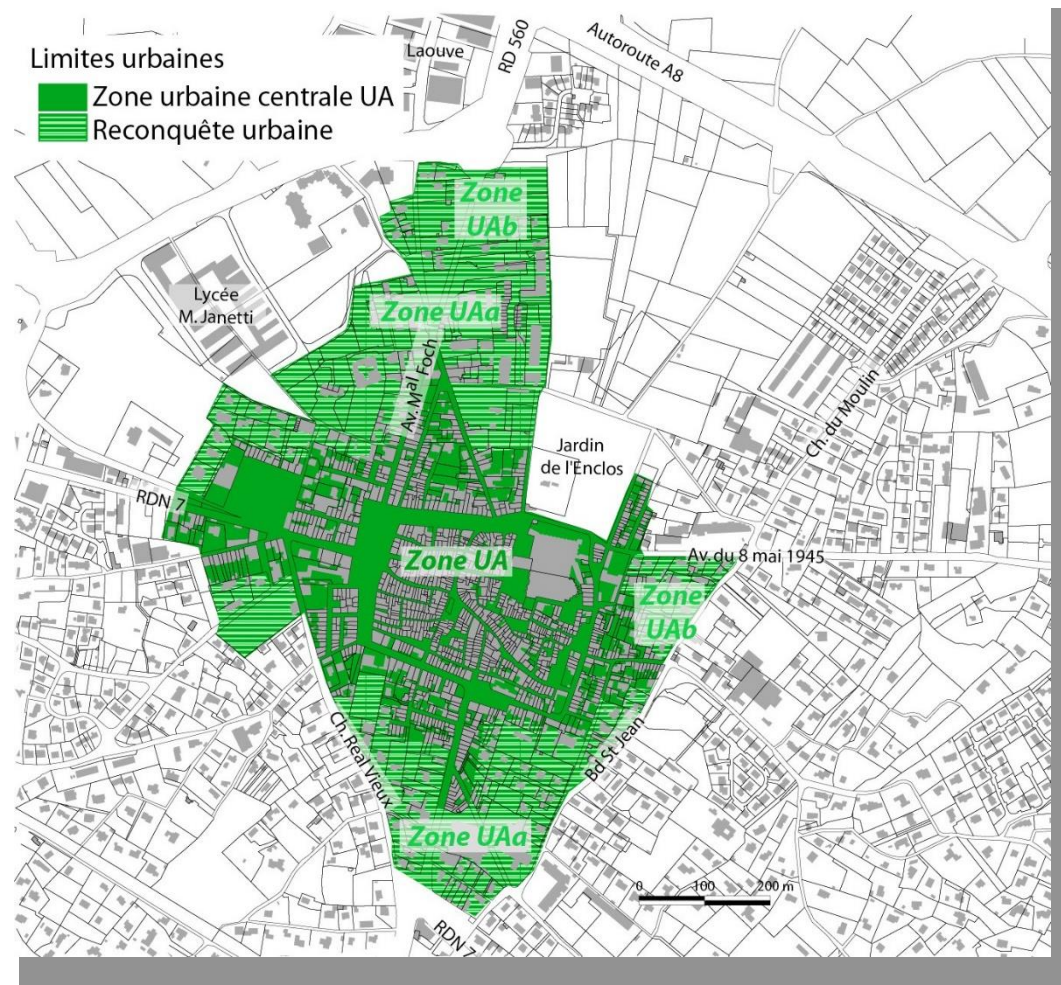 Limites urbaines
Zone urbaine centrale UA
Reconquête urbaine
Laouve
RD 560
Autoroute A8
Zone
UAb
Lycée
M. Janetti
Zone UAa
Av. Mal Foch
Ch. du Moulin
Jardin
de l'Enclos
RDN 7
Zone UA
Av. du 8 mai 1945
Zone
UAb
Ch. Réal Vieux
Bd St Jean
Zone UAa
0 100 200 m
RDN 7